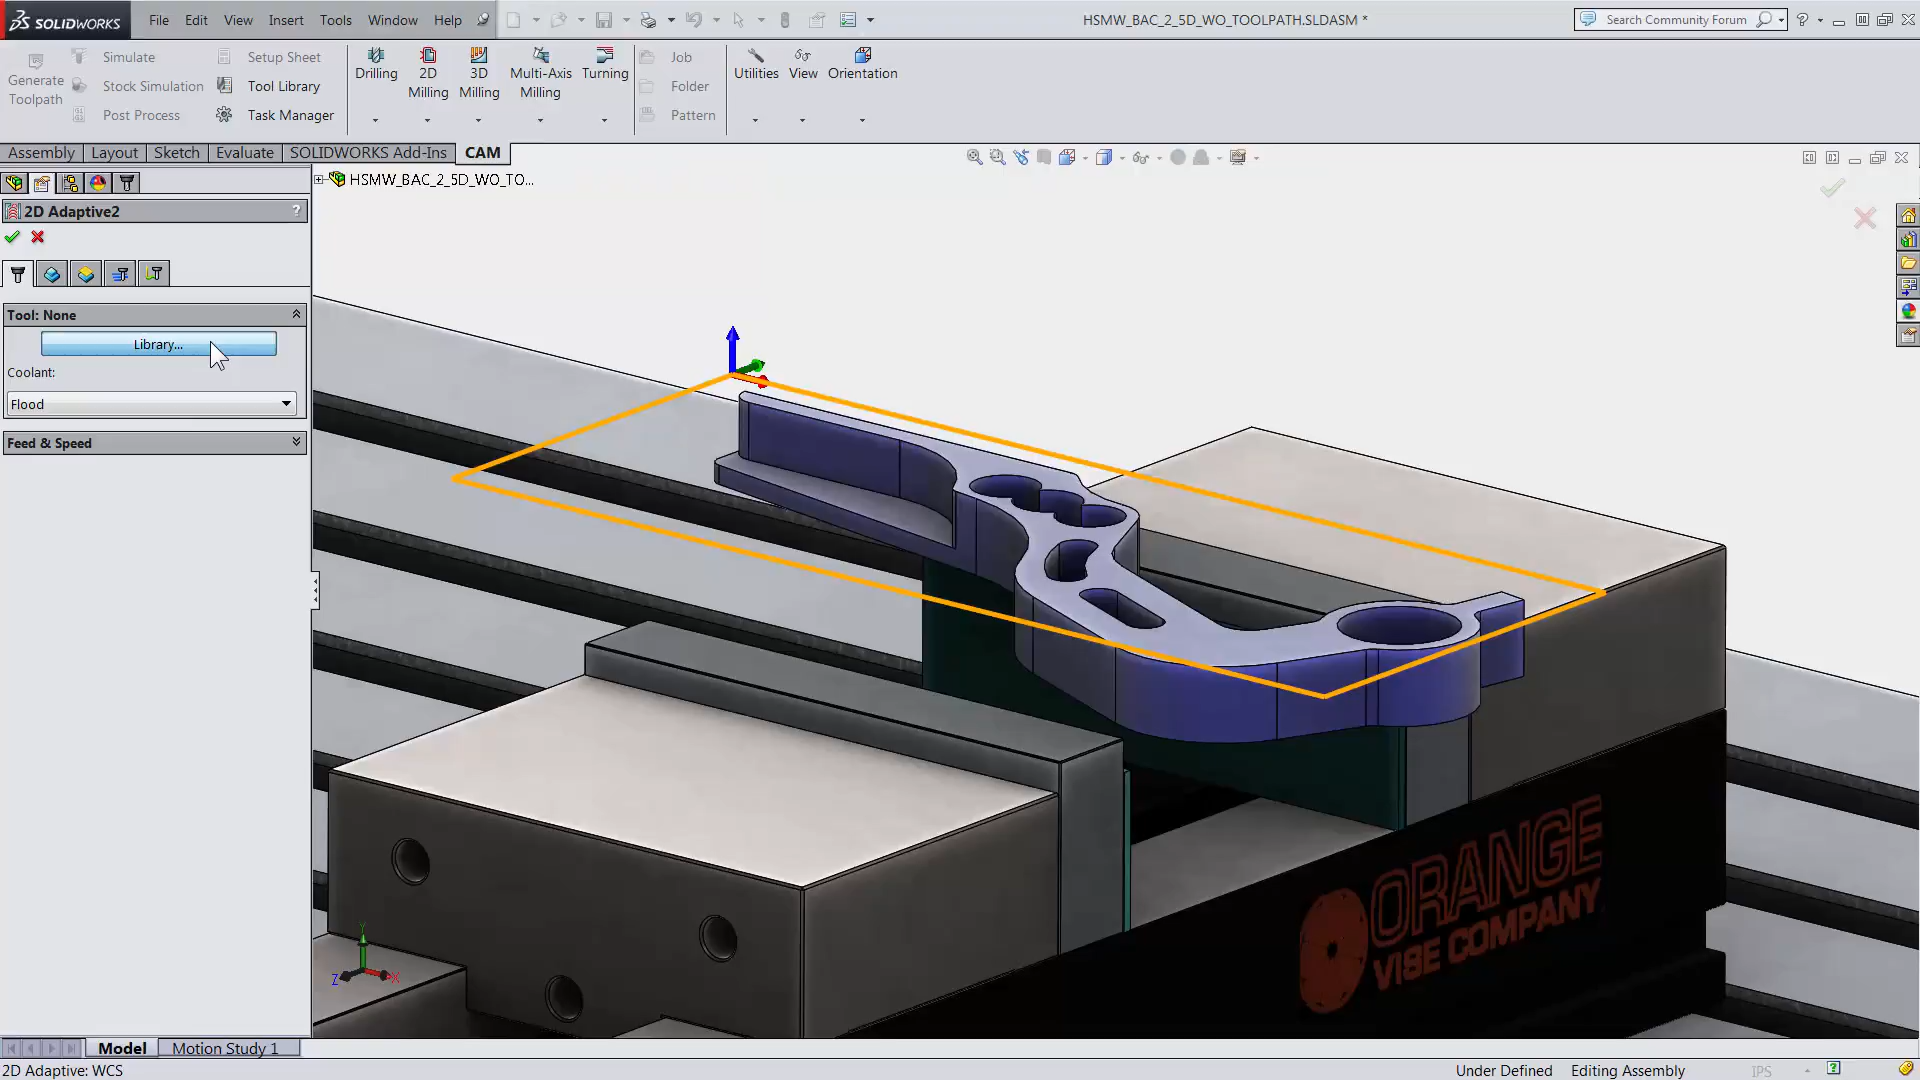 SOLIDWORKS File Edit View Insert Tools Window Help HSMW_BAC_2_5D_WO_TOOLPATH.SLDASM * Search Community Forum
Generate Toolpath
Simulate
Stock Simulation
Post Process
Setup Sheet
Tool Library
Task Manager
Drilling
2D Milling
3D Milling
Multi-Axis Milling
Turning
Job
Folder
Pattern
Utilities
View
Orientation
Assembly Layout Sketch Evaluate SOLIDWORKS Add-Ins CAM
HSMW_BAC_2_5D_WO_TO...
2D Adaptive2 ?
Tool: None
Library...
Coolant:
Flood
Feed & Speed
ORANGE
VISE COMPANY
Y
Z X
Model Motion Study 1
2D Adaptive: WCS Under Defined Editing Assembly IPS